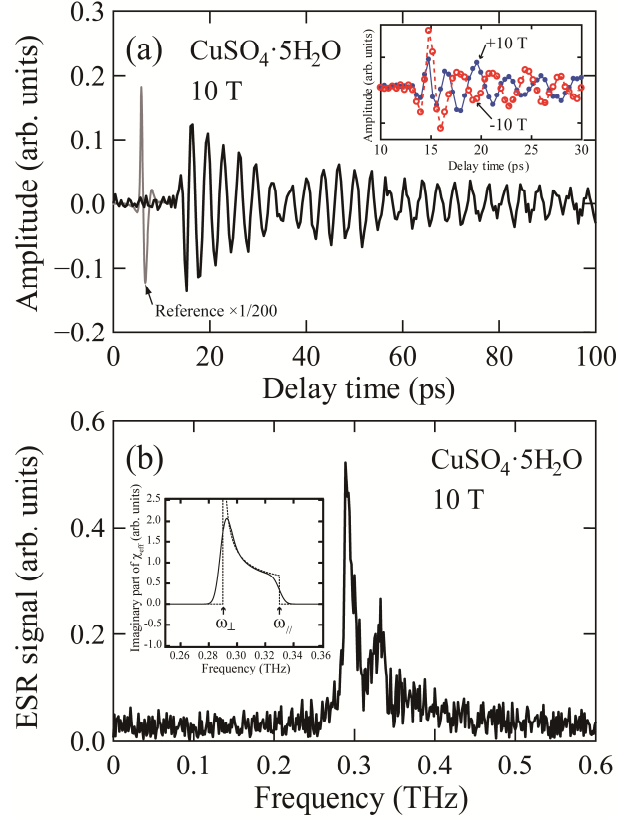 (a)
CuSO₄·5H₂O
10 T
Amplitude (arb. units)
0.3
0.2
0.1
0.0
−0.1
−0.2
Reference ×1/200
0 20 40 60 80 100
Delay time (ps)
Amplitude (arb. units)
+10 T
-10 T
10 15 20 25 30
Delay time (ps)
(b)
CuSO₄·5H₂O
10 T
ESR signal (arb. units)
0.6
0.4
0.2
0.0
0 0.1 0.2 0.3 0.4 0.5 0.6
Frequency (THz)
Imaginary part of χeff (arb. units)
2.5
2.0
1.5
1.0
0.5
0.0
-0.5
-1.0
ω⊥ ω//
0.26 0.28 0.30 0.32 0.34 0.36
Frequency (THz)